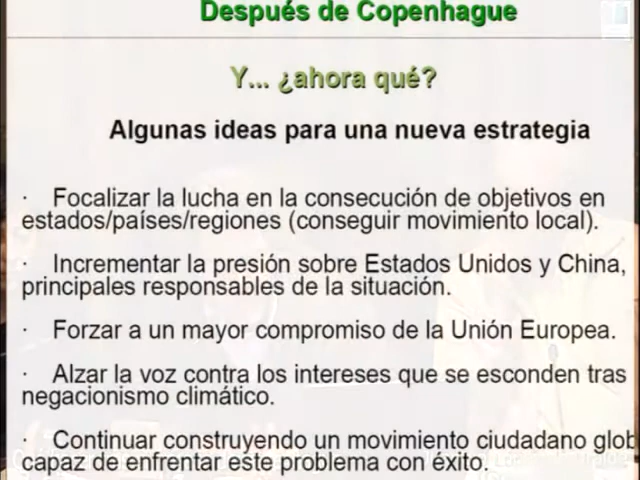 Después de Copenhague
Y... ¿ahora qué?
Algunas ideas para una nueva estrategia
· Focalizar la lucha en la consecución de objetivos en
estados/países/regiones (conseguir movimiento local).
· Incrementar la presión sobre Estados Unidos y China,
principales responsables de la situación.
· Forzar a un mayor compromiso de la Unión Europea.
· Alzar la voz contra los intereses que se esconden tras
negacionismo climático.
· Continuar construyendo un movimiento ciudadano glob
capaz de enfrentar este problema con éxito.